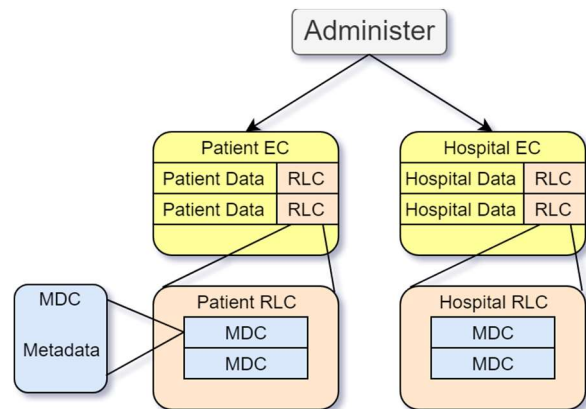 Administer
Patient EC
Patient Data RLC
Patient Data RLC
Hospital EC
Hospital Data RLC
Hospital Data RLC
MDC
Metadata
Patient RLC
MDC
MDC
Hospital RLC
MDC
MDC